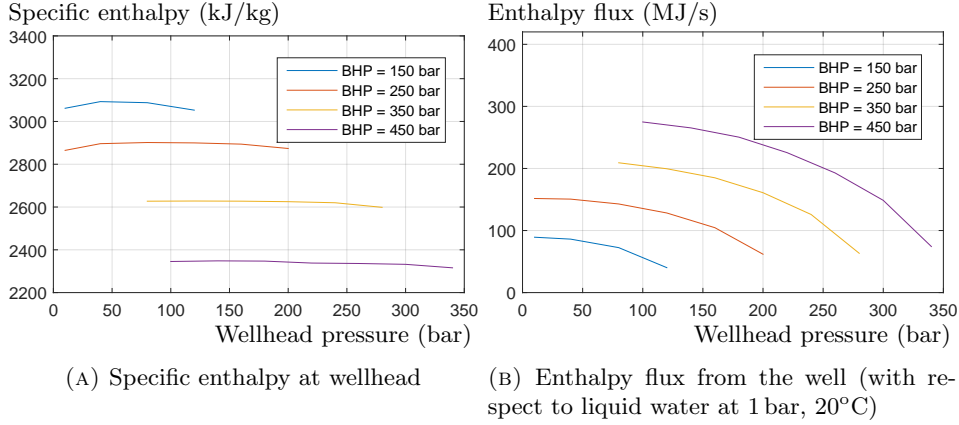 Specific enthalpy (kJ/kg)
3400
3200
3000
2800
2600
2400
2200
0 50 100 150 200 250 300 350
BHP = 150 bar
BHP = 250 bar
BHP = 350 bar
BHP = 450 bar
Wellhead pressure (bar)
(A) Specific enthalpy at wellhead
Enthalpy flux (MJ/s)
400
300
200
100
0
0 50 100 150 200 250 300 350
BHP = 150 bar
BHP = 250 bar
BHP = 350 bar
BHP = 450 bar
Wellhead pressure (bar)
(B) Enthalpy flux from the well (with re-
spect to liquid water at 1 bar, 20°C)